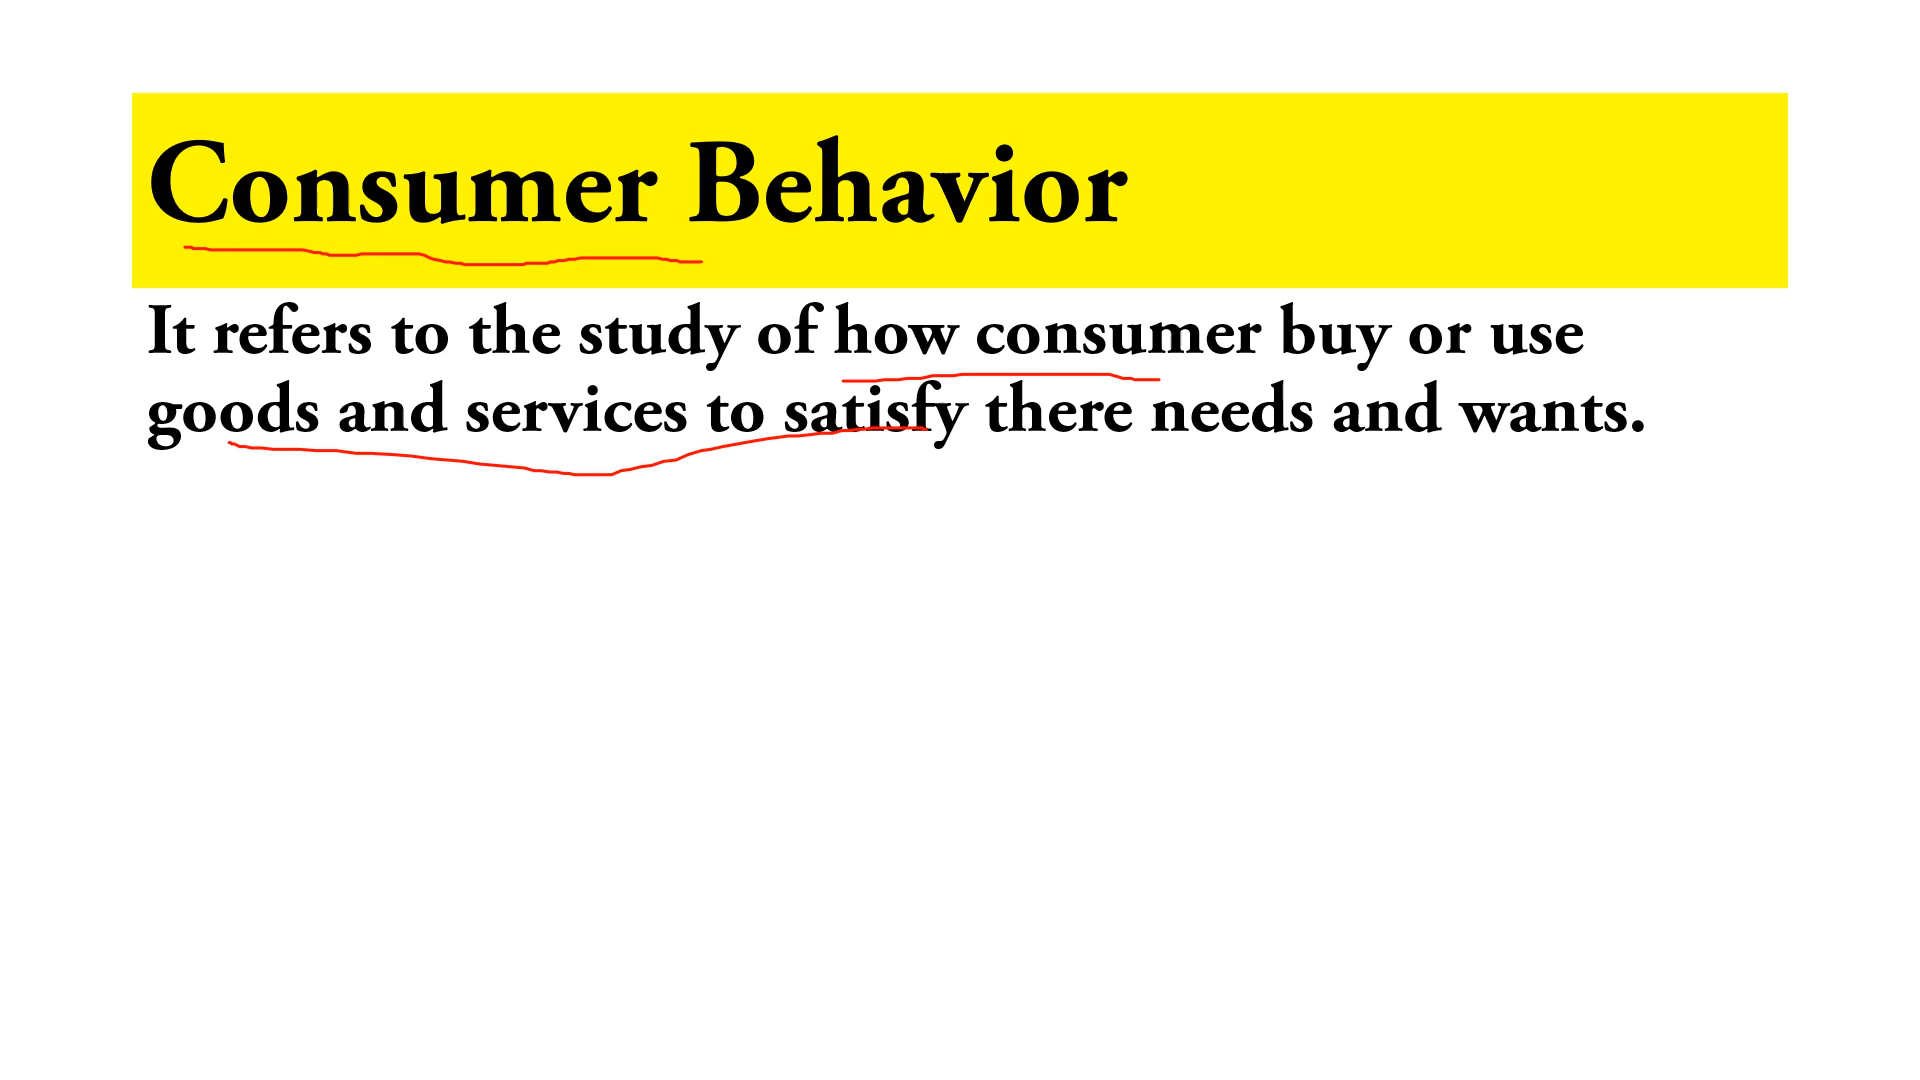 Consumer Behavior
It refers to the study of how consumer buy or use
goods and services to satisfy there needs and wants.